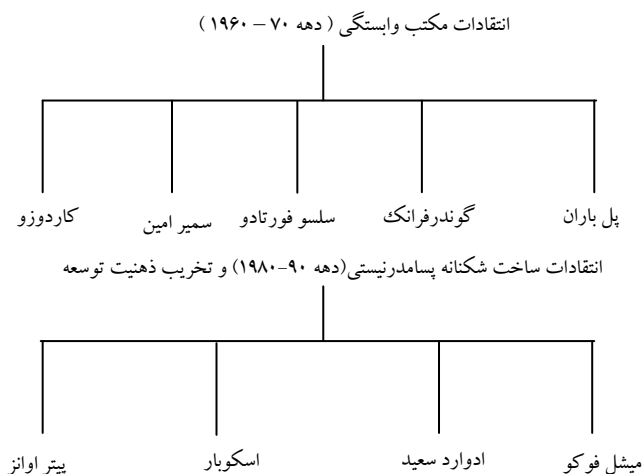 انتقادات مکتب وابستگی ( دهه ۷۰ – ۱۹۶۰ )
پل باران
گوندرفرانک
سلسو فورتادو
سمیر امین
کاردوزو
انتقادات ساخت شکنانه پسامدرنیستی(دهه ۹۰-۱۹۸۰) و تخریب ذهنیت توسعه
میشل فوکو
ادوارد سعید
اسکوبار
پیتر اوانز